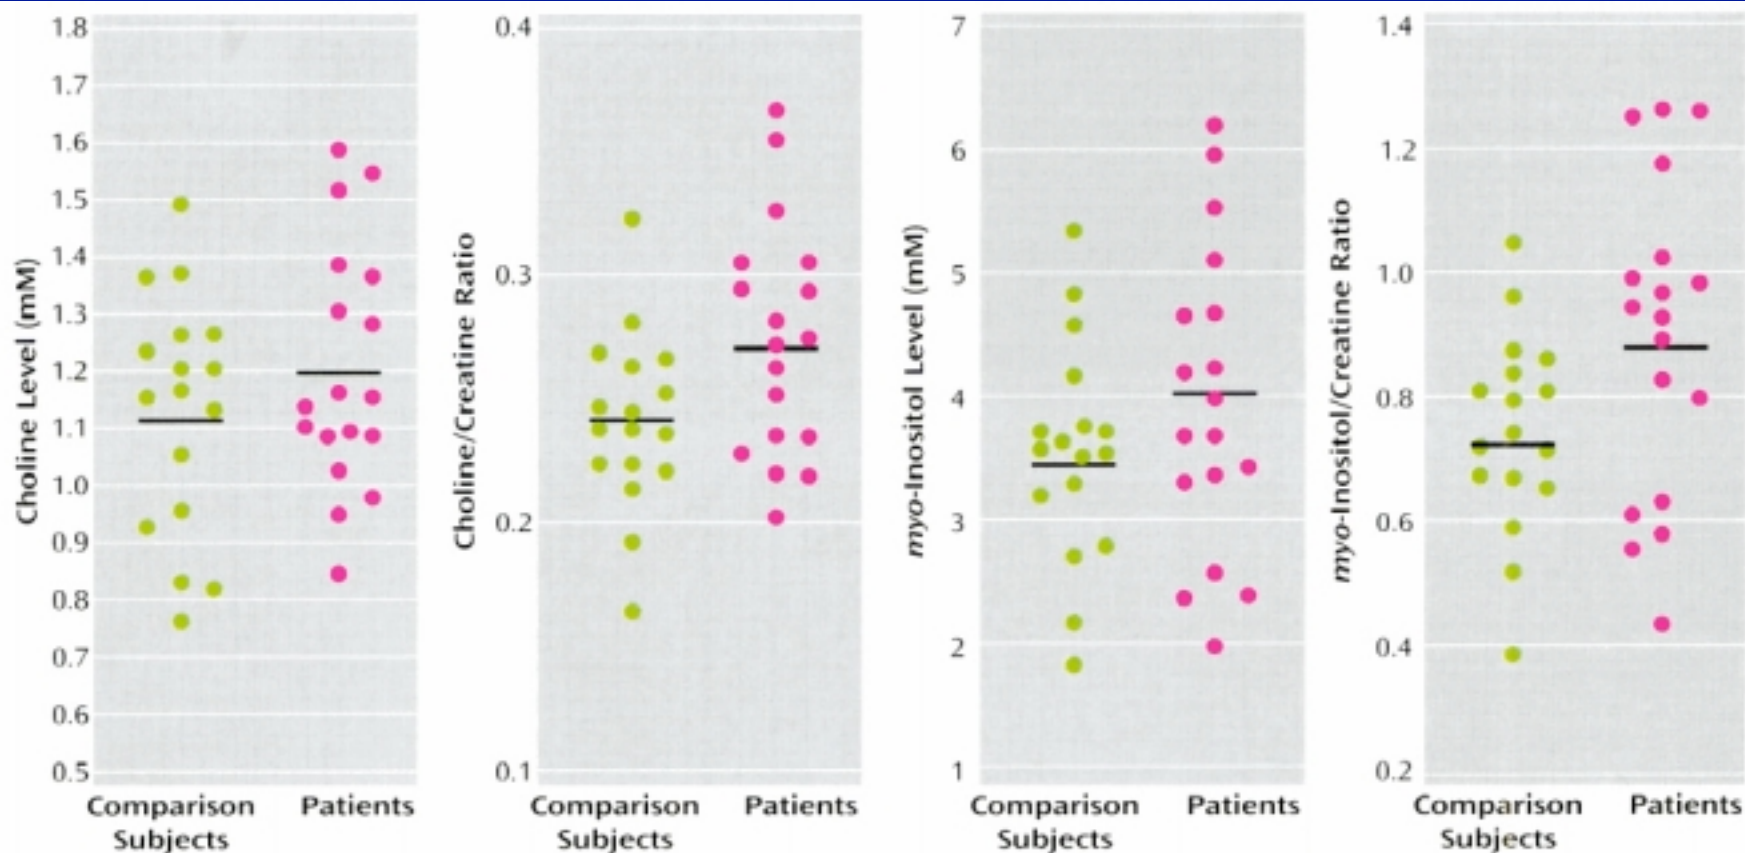 Choline Level (mM)
1.8
1.7
1.6
1.5
1.4
1.3
1.2
1.1
1.0
0.9
0.8
0.7
0.6
0.5
Comparison
Subjects
Patients
Choline/Creatine Ratio
0.4
0.3
0.2
0.1
Comparison
Subjects
Patients
myo-Inositol Level (mM)
7
6
5
4
3
2
1
Comparison
Subjects
Patients
myo-Inositol/Creatine Ratio
1.4
1.2
1.0
0.8
0.6
0.4
0.2
Comparison
Subjects
Patients